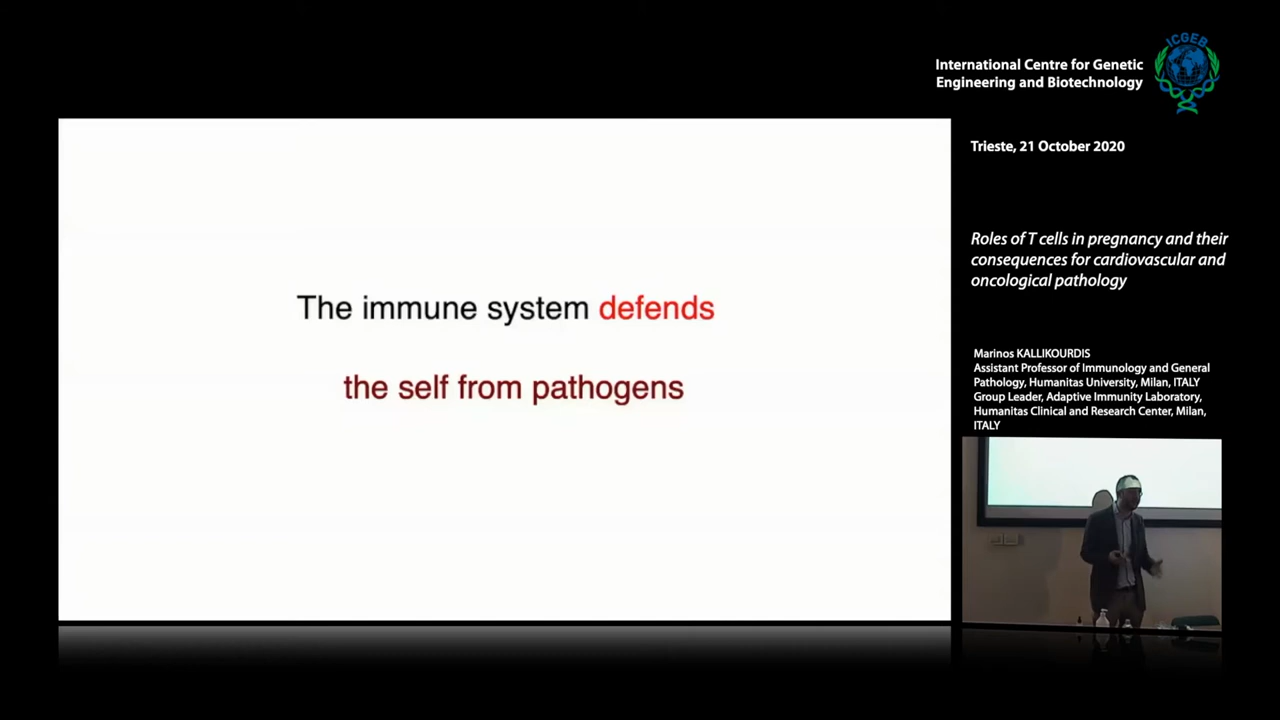 ICGEB
International Centre for Genetic
Engineering and Biotechnology
Trieste, 21 October 2020
The immune system defends
the self from pathogens
Roles of T cells in pregnancy and their
consequences for cardiovascular and
oncological pathology
Marinos KALLIKOURDIS
Assistant Professor of Immunology and General
Pathology, Humanitas University, Milan, ITALY
Group Leader, Adaptive Immunity Laboratory,
Humanitas Clinical and Research Center, Milan,
ITALY